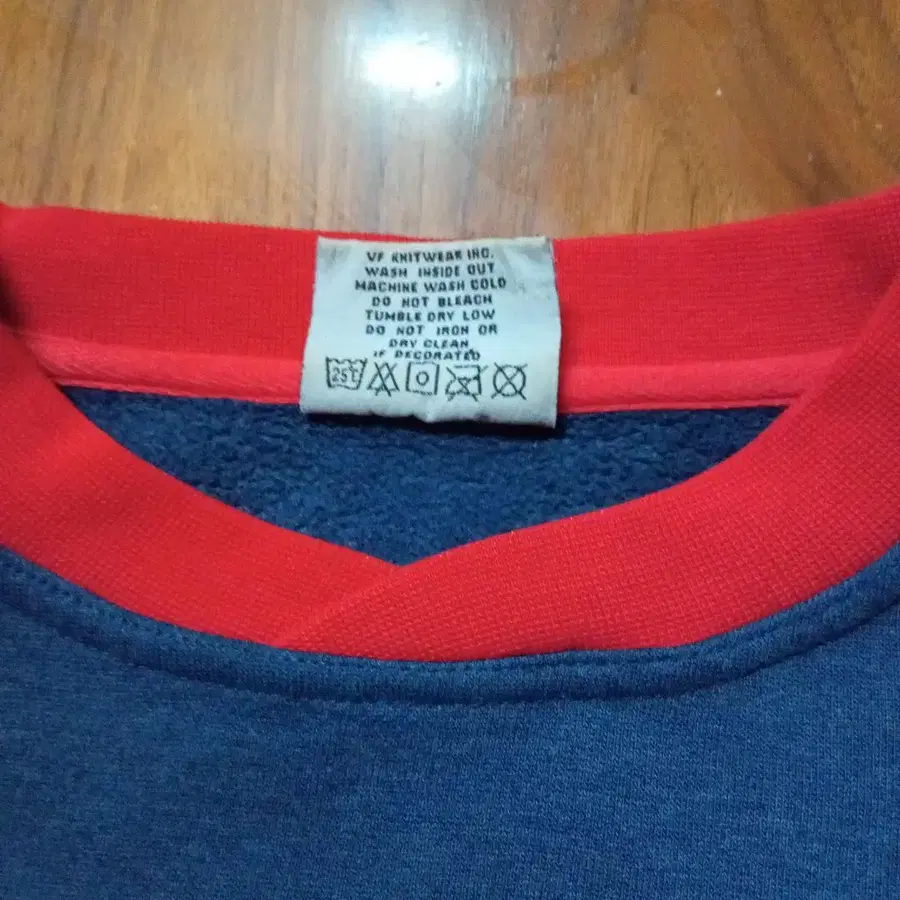 VF KNITWEAR INC.
WASH INSIDE OUT
MACHINE WASH COLD
DO NOT BLEACH
TUMBLE DRY LOW
DO NOT IRON OR
DRY CLEAN
IF DECORATED